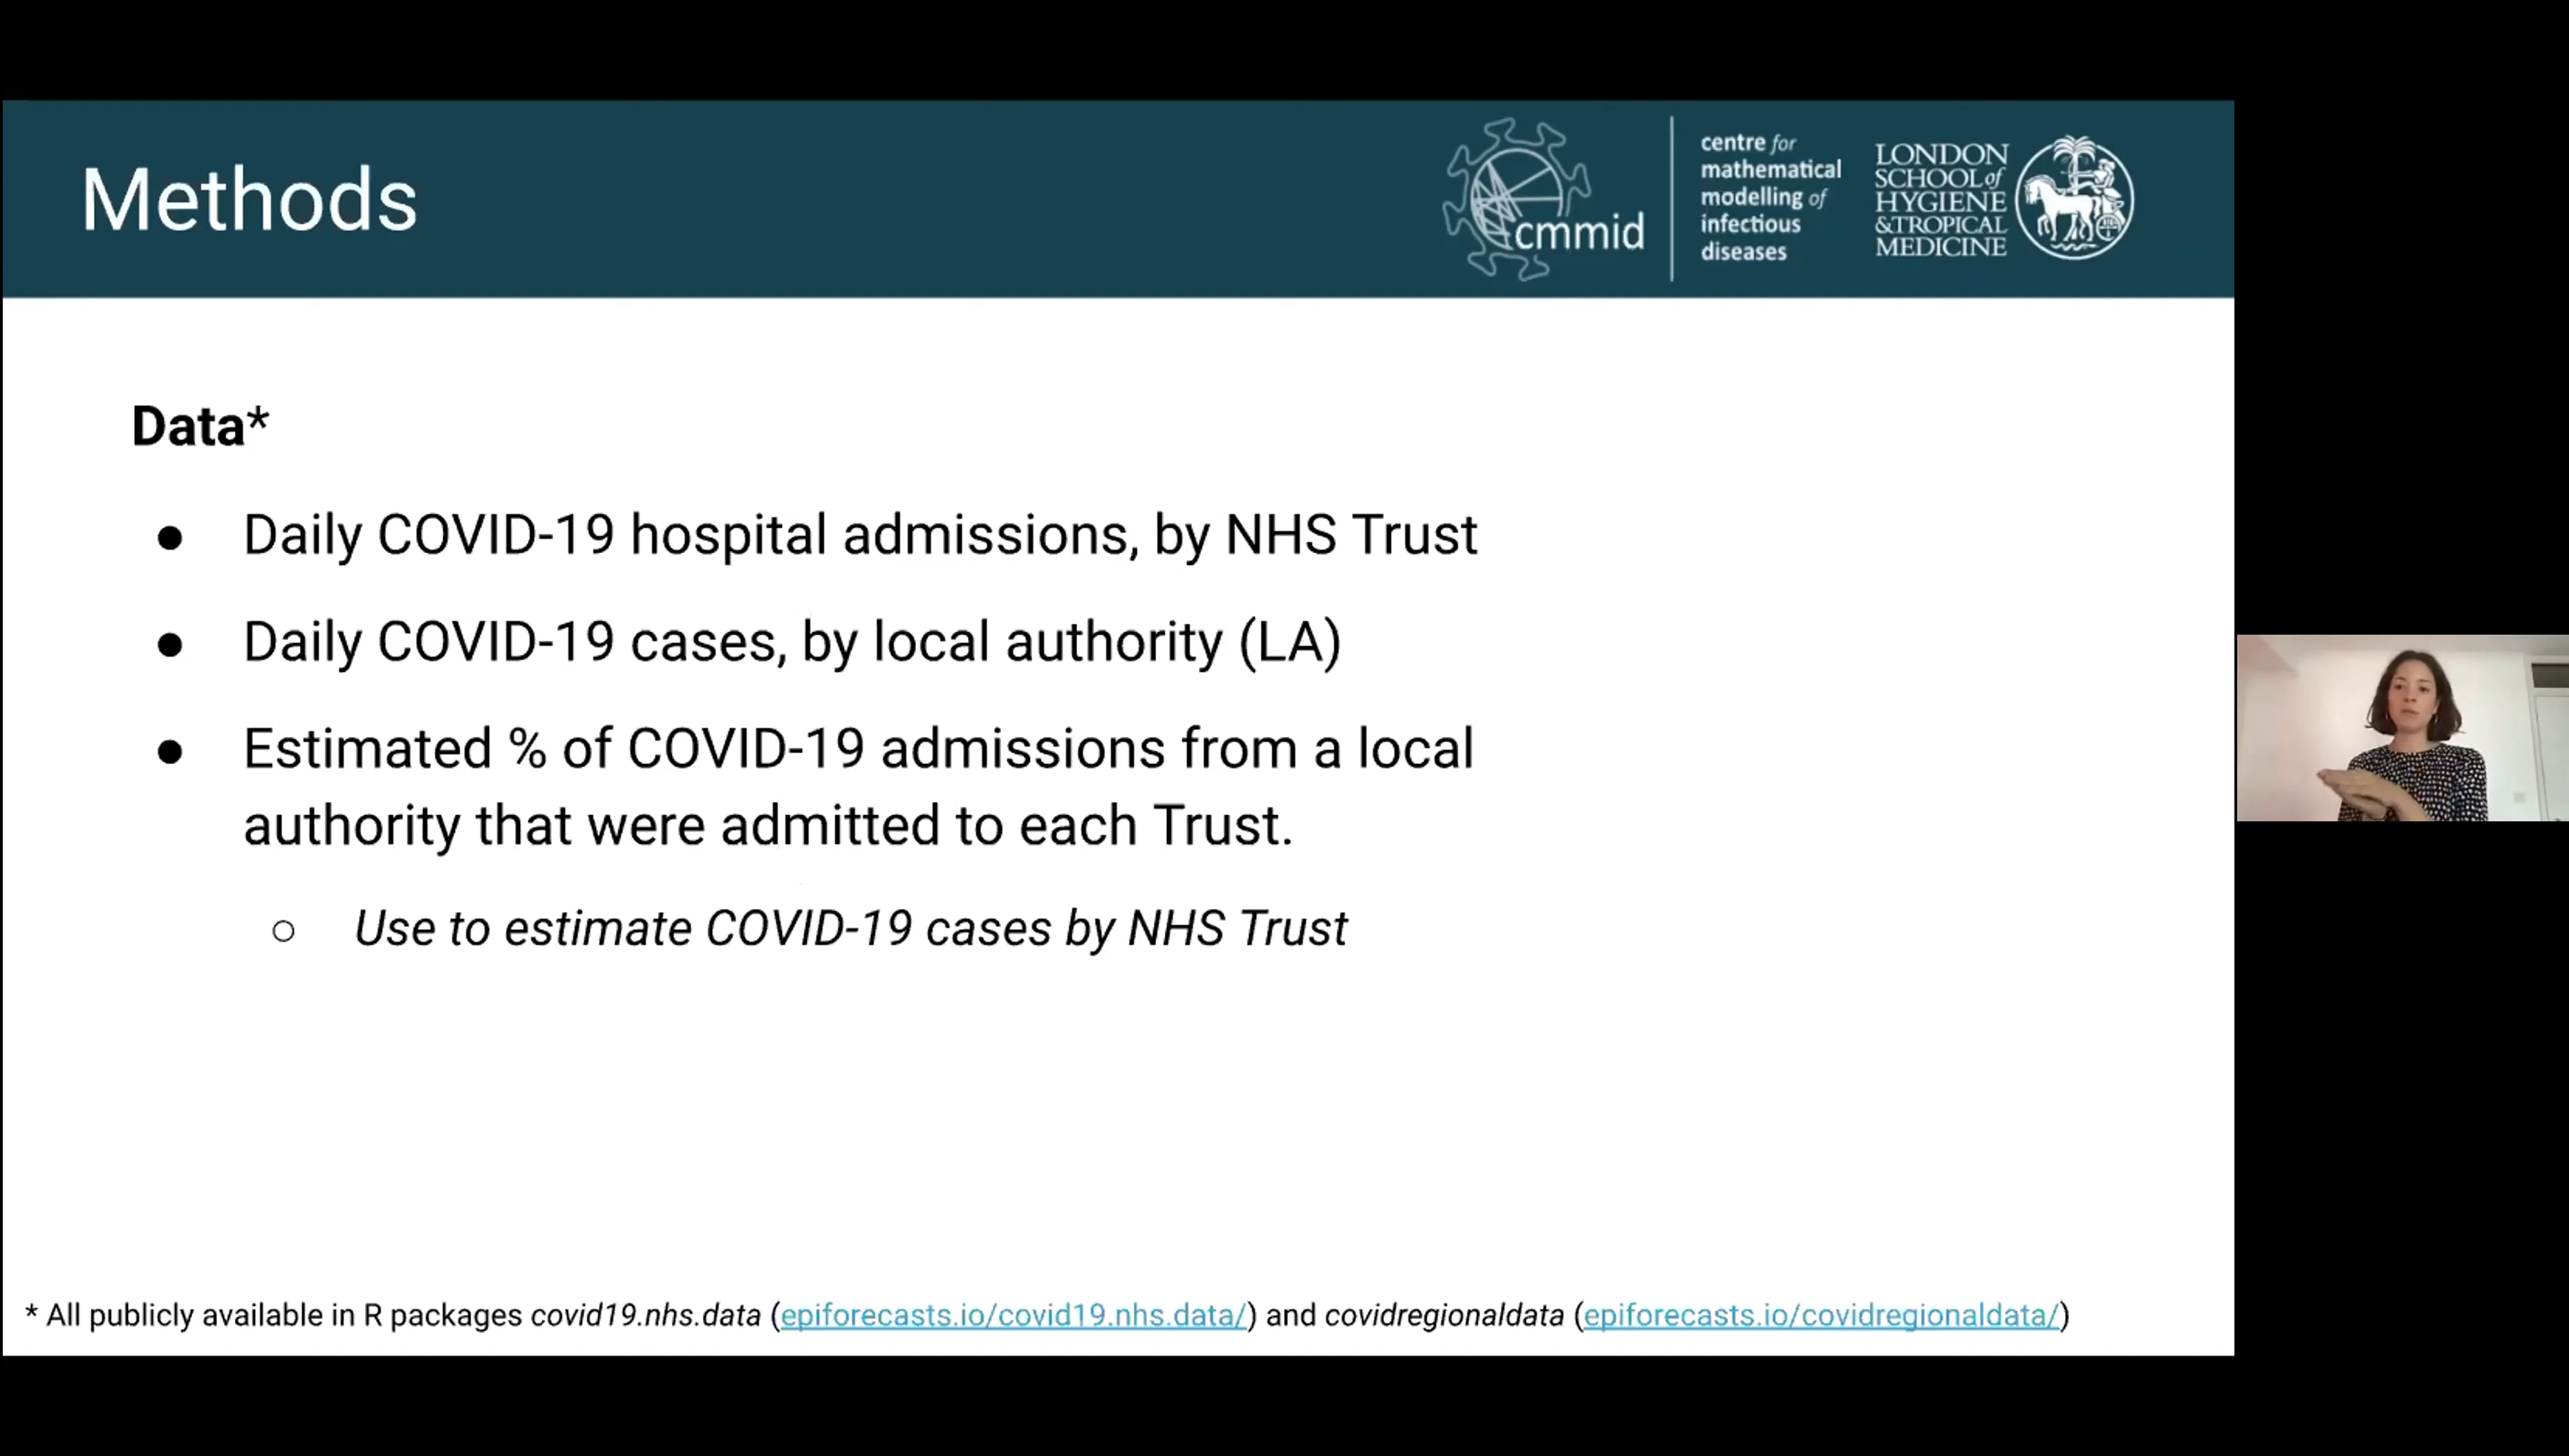 Methods
cmmid
centre for
mathematical
modelling of
infectious
diseases
LONDON
SCHOOL of
HYGIENE
&TROPICAL
MEDICINE
Data*
● Daily COVID-19 hospital admissions, by NHS Trust
● Daily COVID-19 cases, by local authority (LA)
● Estimated % of COVID-19 admissions from a local
authority that were admitted to each Trust.
○ Use to estimate COVID-19 cases by NHS Trust
* All publicly available in R packages covid19.nhs.data (epiforecasts.io/covid19.nhs.data/) and covidregionaldata (epiforecasts.io/covidregionaldata/)